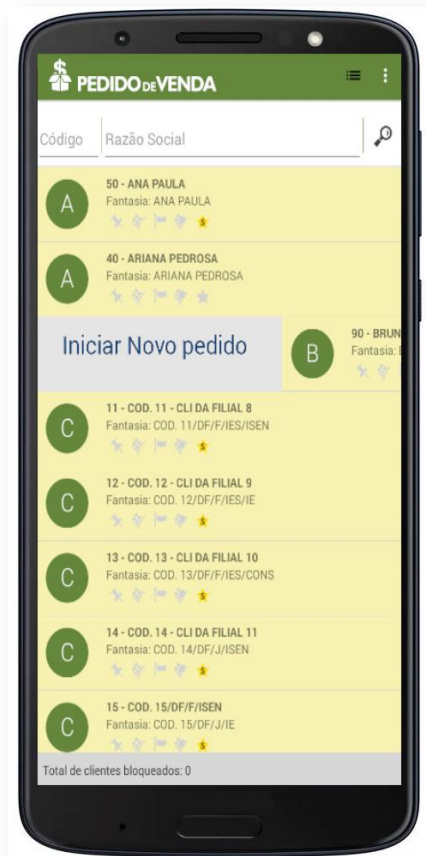 PEDIDO DE VENDA
Código Razão Social
A
50 - ANA PAULA
Fantasia: ANA PAULA
A
40 - ARIANA PEDROSA
Fantasia: ARIANA PEDROSA
Iniciar Novo pedido
B
90 - BRUN
Fantasia:
C
11 - COD. 11 - CLI DA FILIAL 8
Fantasia: COD. 11/DF/F/IES/ISEN
C
12 - COD. 12 - CLI DA FILIAL 9
Fantasia: COD. 12/DF/F/IES/IE
C
13 - COD. 13 - CLI DA FILIAL 10
Fantasia: COD. 13/DF/F/IES/CONS
C
14 - COD. 14 - CLI DA FILIAL 11
Fantasia: COD. 14/DF/J/ISEN
C
15 - COD. 15/DF/F/ISEN
Fantasia: COD. 15/DF/J/IE
Total de clientes bloqueados: 0